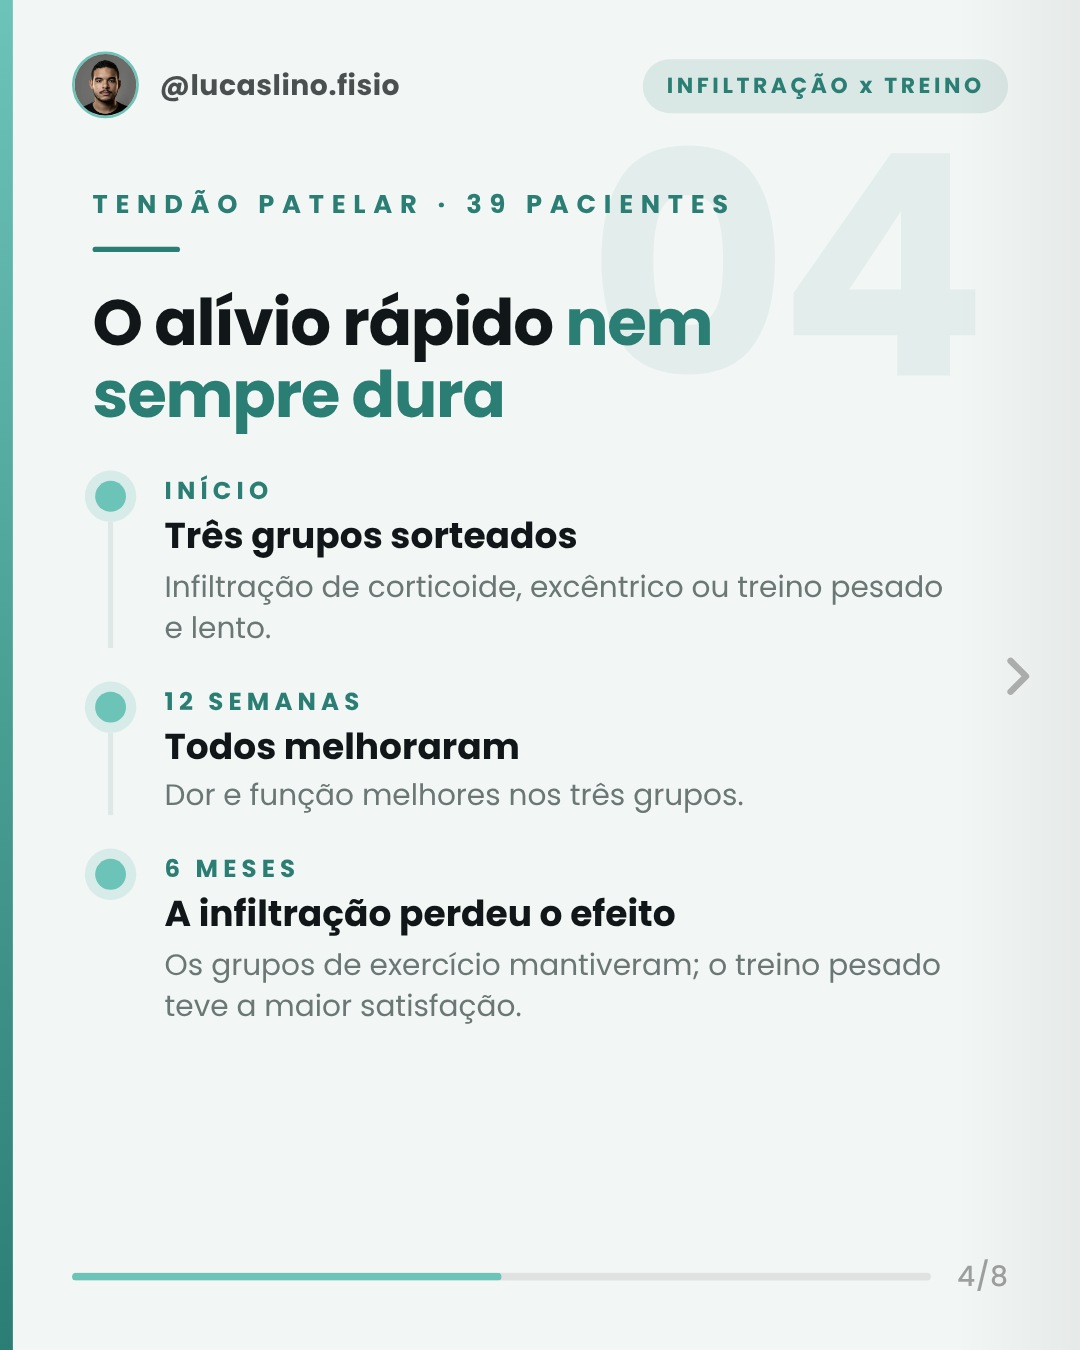 @lucaslino.fisio
INFILTRAÇÃO x TREINO
04
TENDÃO PATELAR · 39 PACIENTES
O alívio rápido nem
sempre dura
INÍCIO
Três grupos sorteados
Infiltração de corticoide, excêntrico ou treino pesado
e lento.
12 SEMANAS
Todos melhoraram
Dor e função melhores nos três grupos.
6 MESES
A infiltração perdeu o efeito
Os grupos de exercício mantiveram; o treino pesado
teve a maior satisfação.
4/8